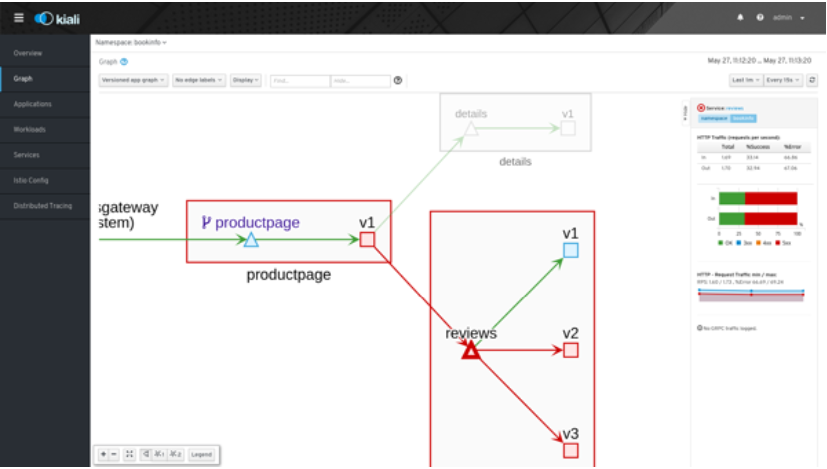 kiali
admin
Overview
Graph
Applications
Workloads
Services
Istio Config
Distributed Tracing
Namespace: bookinfo
Graph
May 27, 11:12:20 ... May 27, 11:13:20
Versioned app graph
No edge labels
Display
Find...
Hide...
Last 1m
Every 15s
details
v1
details
sgateway
stem)
productpage
v1
productpage
reviews
v1
v2
v3
Hide
Service: reviews
namespace bookinfo
HTTP Traffic (requests per second):
Total %Success %Error
In 1.69 33.14 66.86
Out 1.70 32.94 67.06
In
Out
0 25 50 75 100
%
OK 3xx 4xx 5xx
HTTP - Request Traffic min / max:
RPS: 1.60 / 1.73, %Error 66.67 / 69.24
No GRPC traffic logged.
Legend